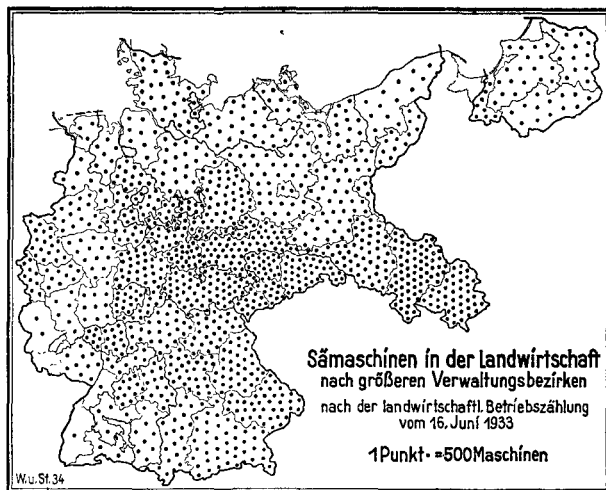 Sämaschinen in der Landwirtschaft
nach größeren Verwaltungsbezirken
nach der landwirtschaftl. Betriebszählung
vom 16. Juni 1933
1 Punkt • =500 Maschinen
W.u.St.34